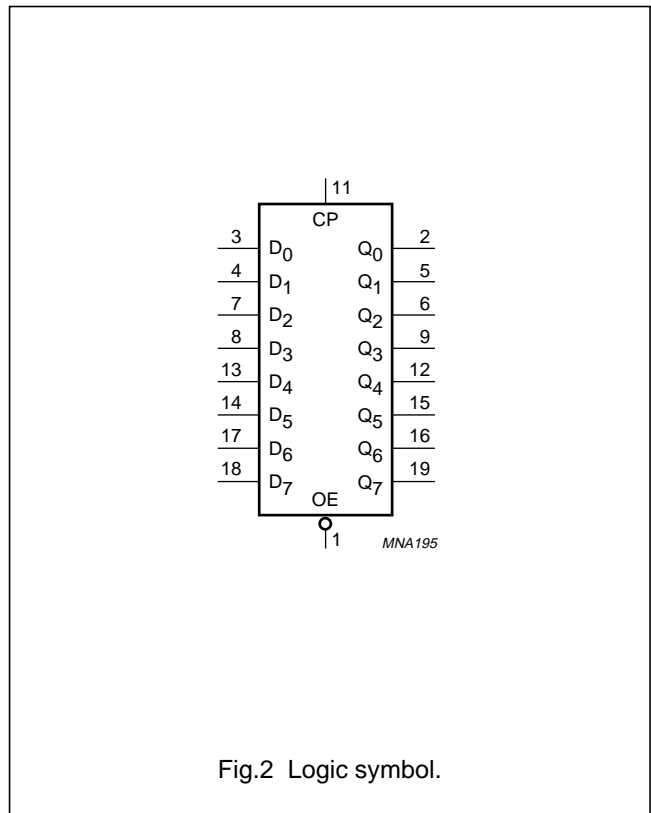 11
CP
3 D0 Q0 2
4 D1 Q1 5
7 D2 Q2 6
8 D3 Q3 9
13 D4 Q4 12
14 D5 Q5 15
17 D6 Q6 16
18 D7 Q7 19
OE
1 MNA195
Fig.2 Logic symbol.